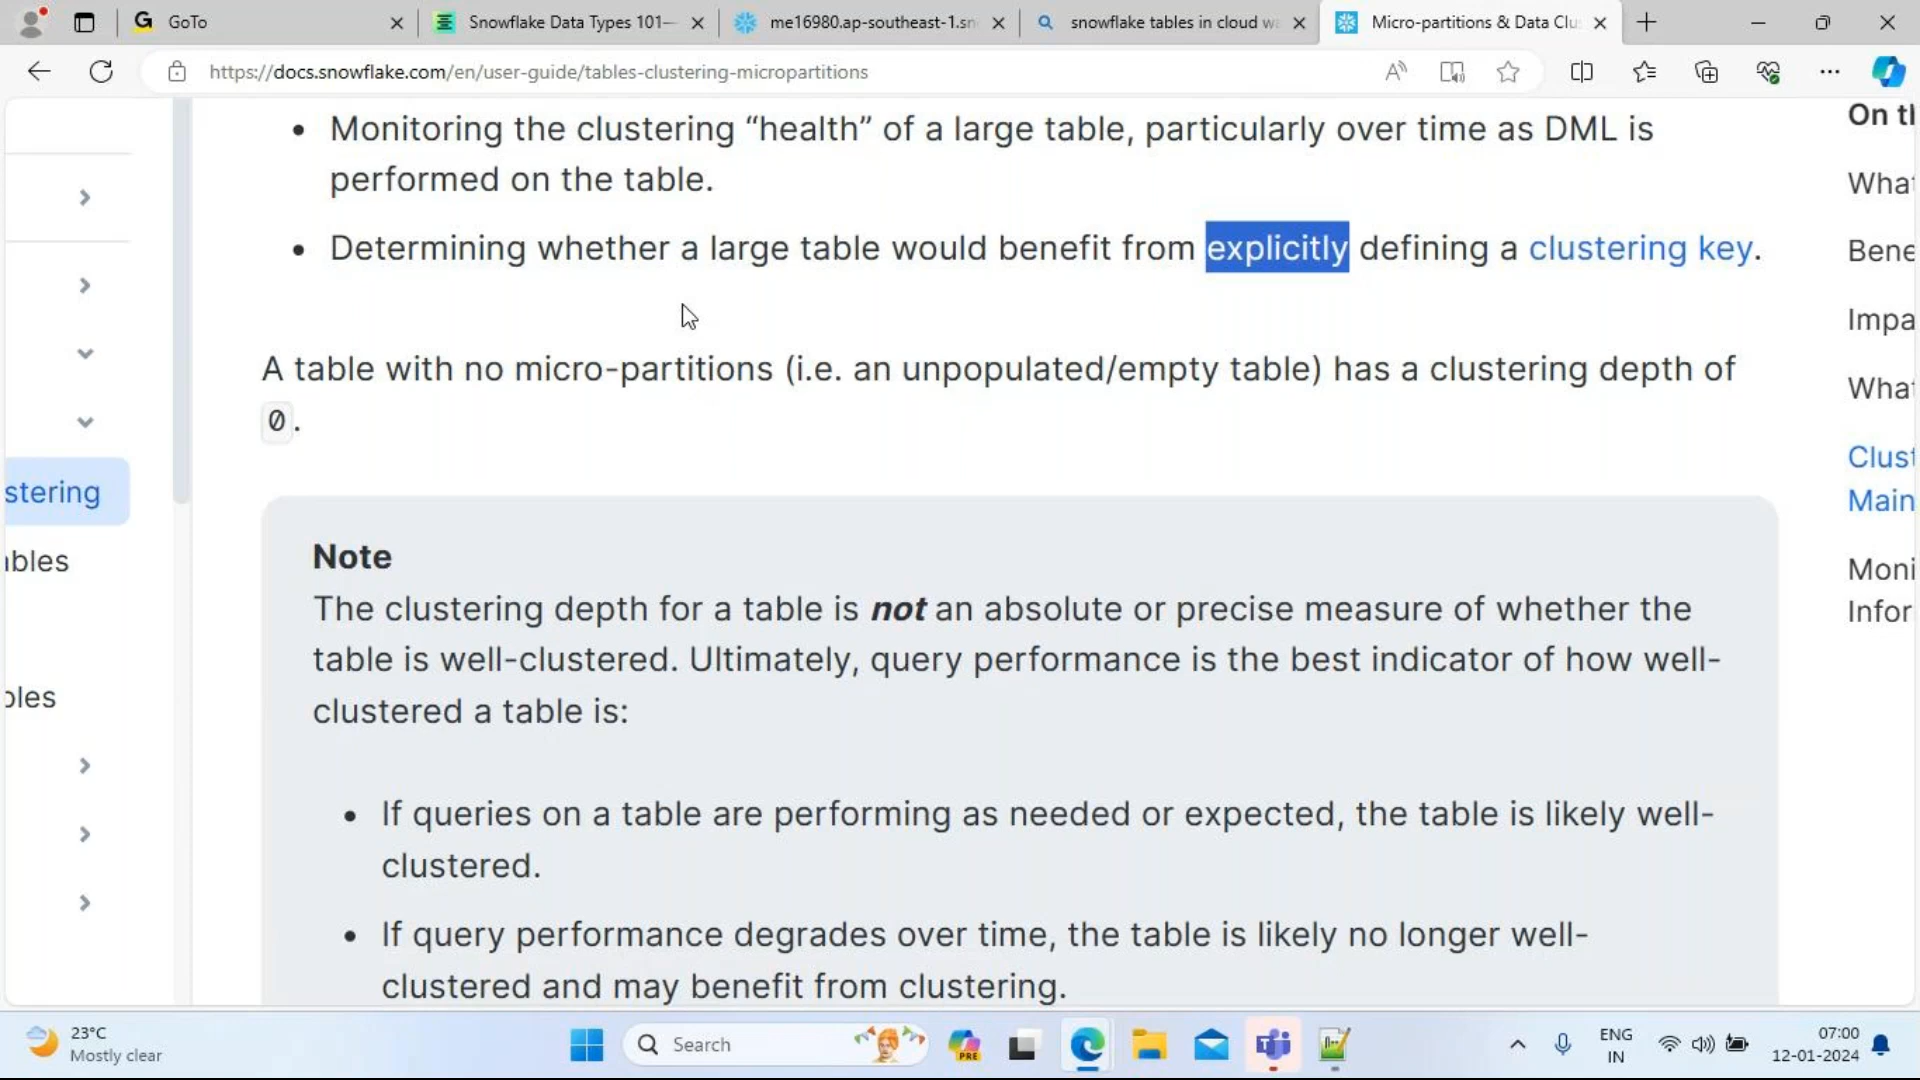 GoTo
Snowflake Data Types 101—
me16980.ap-southeast-1.sn
snowflake tables in cloud w
Micro-partitions & Data Clu
https://docs.snowflake.com/en/user-guide/tables-clustering-micropartitions
• Monitoring the clustering “health” of a large table, particularly over time as DML is
performed on the table.
• Determining whether a large table would benefit from explicitly defining a clustering key.
A table with no micro-partitions (i.e. an unpopulated/empty table) has a clustering depth of
0.
Note
The clustering depth for a table is not an absolute or precise measure of whether the
table is well-clustered. Ultimately, query performance is the best indicator of how well-
clustered a table is:
• If queries on a table are performing as needed or expected, the table is likely well-
clustered.
• If query performance degrades over time, the table is likely no longer well-
clustered and may benefit from clustering.
stering
ables
bles
On tl
What
Bene
Impa
What
Clust
Main
Moni
Infor
23°C
Mostly clear
Search
PRE
ENG
IN
07:00
12-01-2024